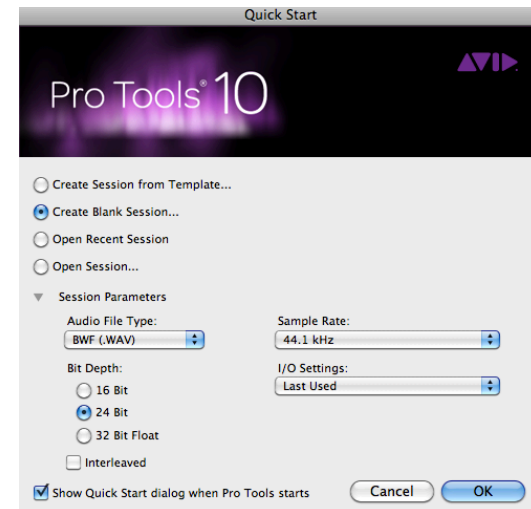 Quick Start
AVID
Pro Tools® 10
Create Session from Template...
Create Blank Session...
Open Recent Session
Open Session...
Session Parameters
Audio File Type:
BWF (.WAV)
Sample Rate:
44.1 kHz
Bit Depth:
16 Bit
24 Bit
32 Bit Float
I/O Settings:
Last Used
Interleaved
Show Quick Start dialog when Pro Tools starts
Cancel
OK